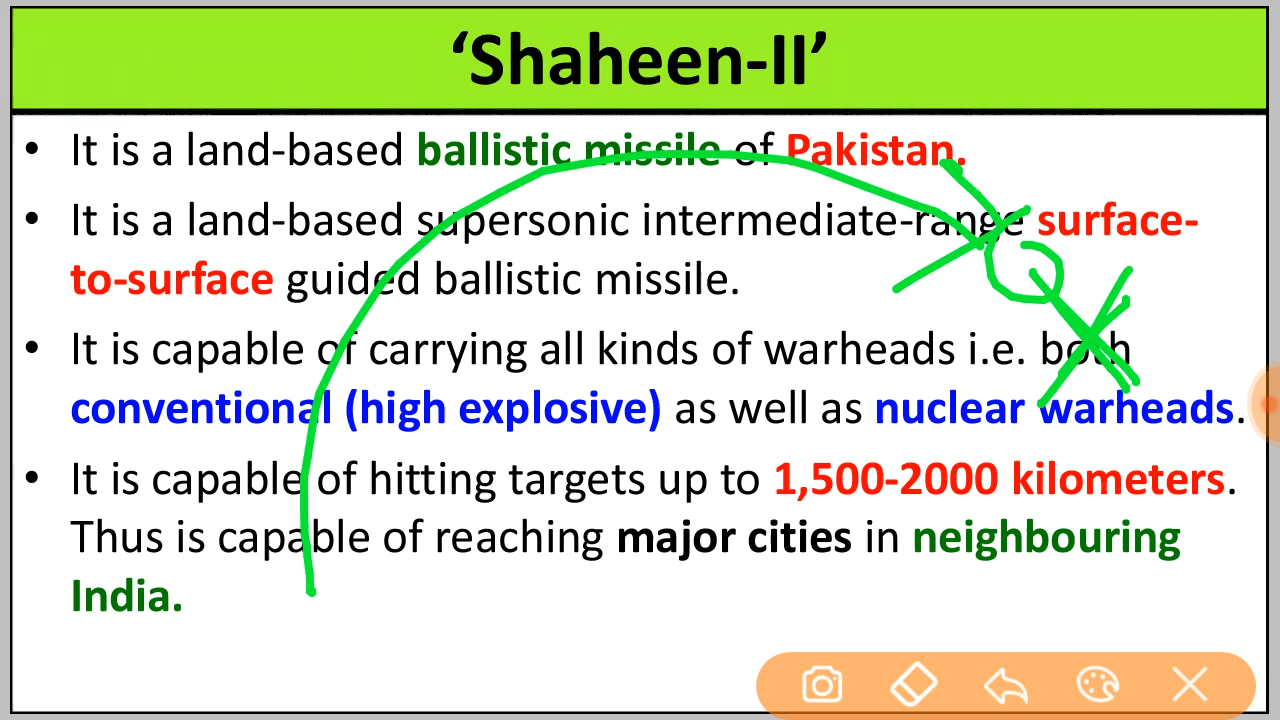 ‘Shaheen-II’
• It is a land-based ballistic missile of Pakistan.
• It is a land-based supersonic intermediate-range surface-
to-surface guided ballistic missile.
• It is capable of carrying all kinds of warheads i.e. both
conventional (high explosive) as well as nuclear warheads.
• It is capable of hitting targets up to 1,500-2000 kilometers.
Thus is capable of reaching major cities in neighbouring
India.